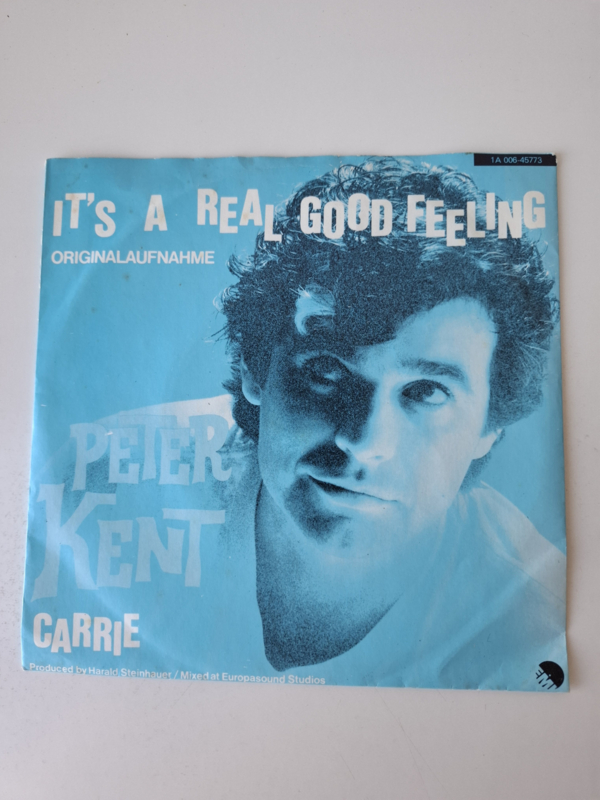 1A 006-45773
IT'S A REAL GOOD FEELING
ORIGINALAUFNAHME
PETER
KENT
CARRIE
Produced by Harald Steinhauer / Mixed at Europasound Studios
EMI